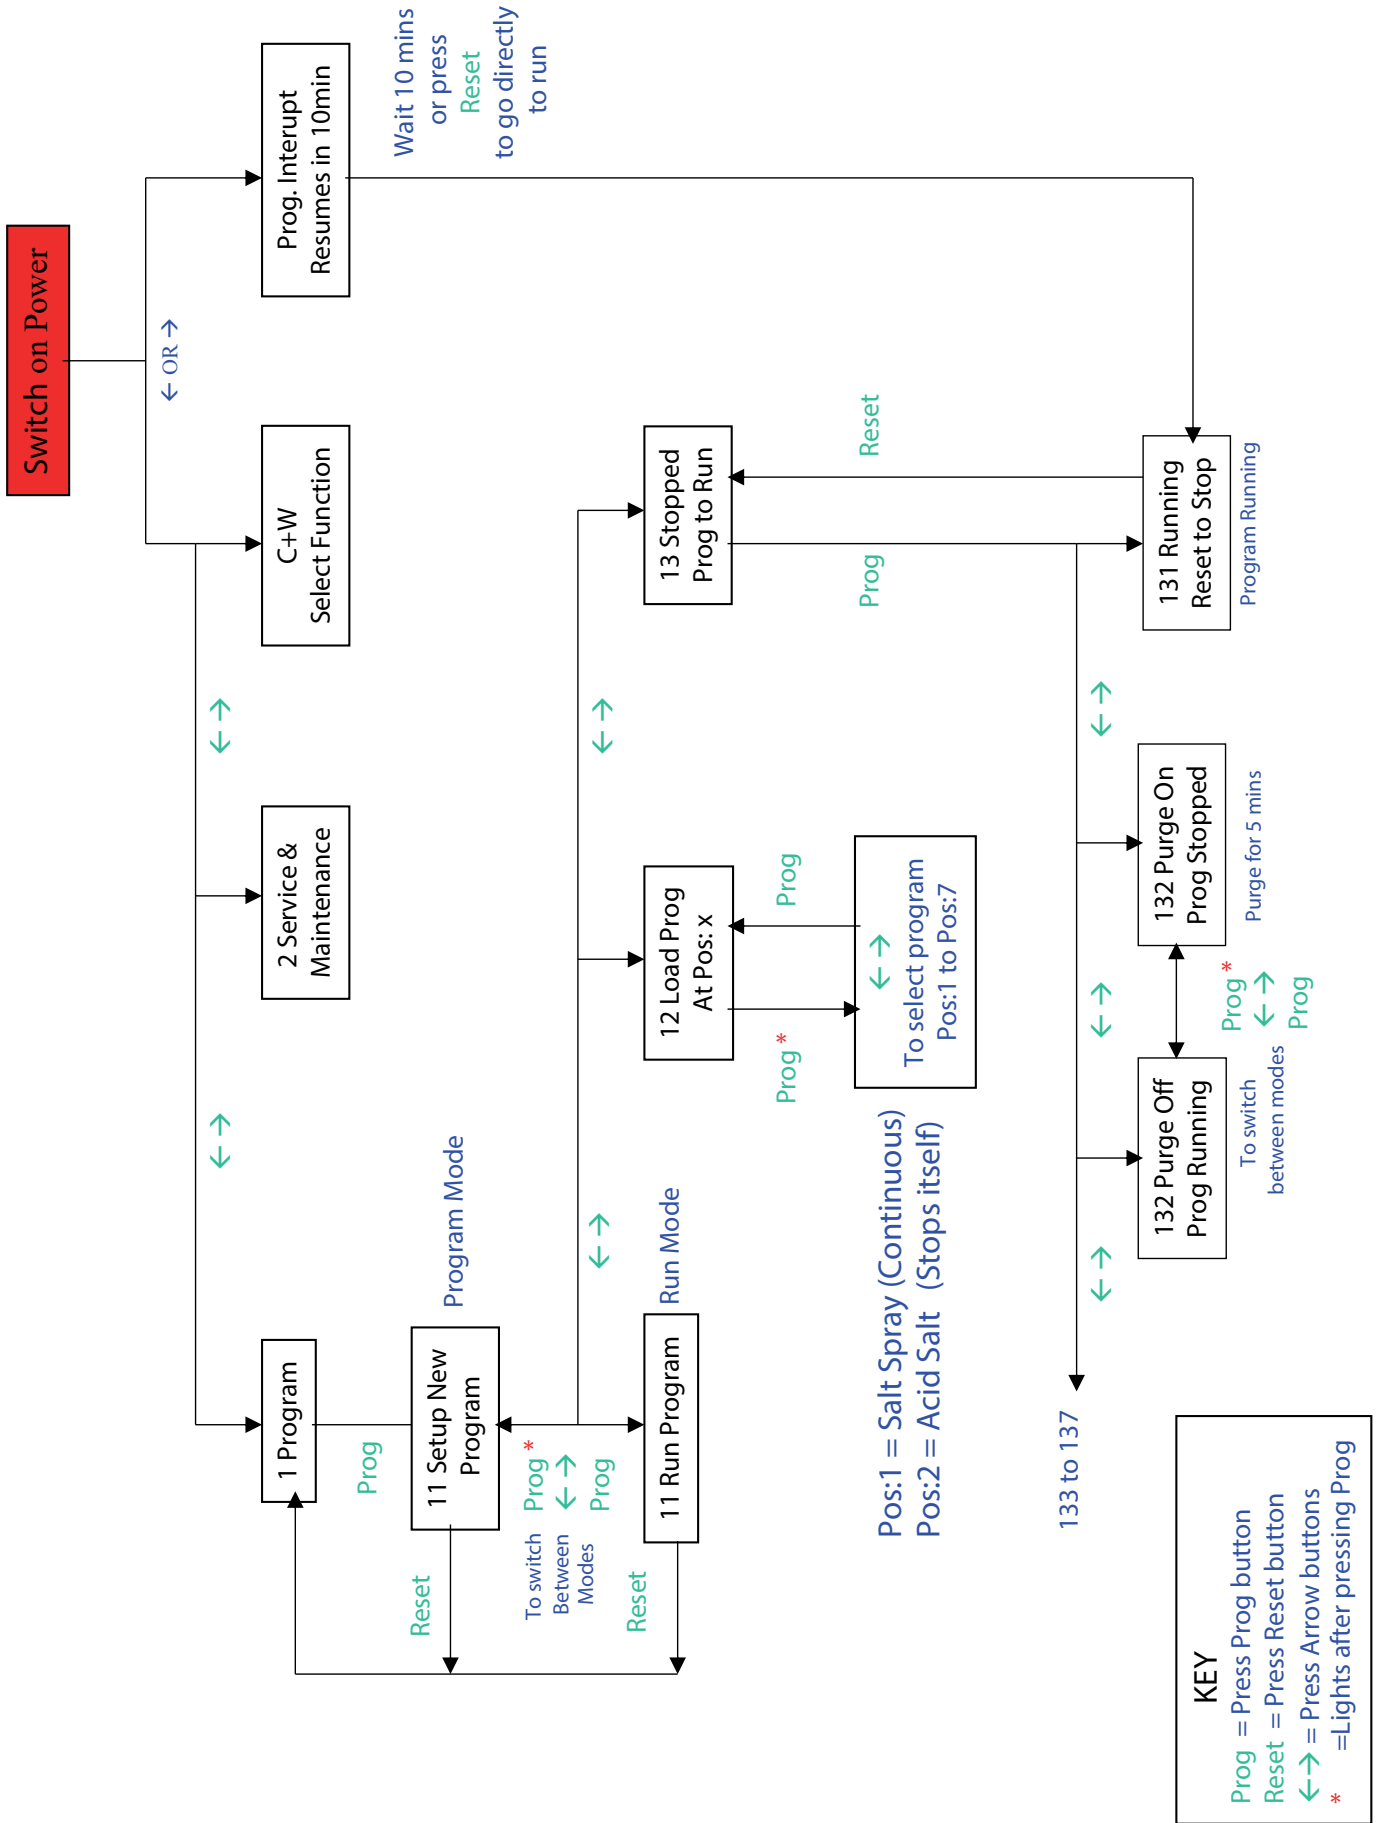 Switch on Power
← OR →
1 Program
2 Service &
Maintenance
C+W
Select Function
Prog. Interupt
Resumes in 10min
← →
← →
Wait 10 mins
or press
Reset
to go directly
to run
Prog
Reset
11 Setup New
Program
Program Mode
To switch
Between
Modes
Prog *
← →
Prog
← →
← →
Reset
11 Run Program
Run Mode
12 Load Prog
At Pos: x
13 Stopped
Prog to Run
Prog *
Prog
← →
To select program
Pos:1 to Pos:7
Prog
Reset
Pos:1 = Salt Spray (Continuous)
Pos:2 = Acid Salt (Stops itself)
133 to 137
← →
← →
← →
132 Purge Off
Prog Running
132 Purge On
Prog Stopped
131 Running
Reset to Stop
To switch
between modes
Prog *
← →
Prog
Purge for 5 mins
Program Running
KEY
Prog = Press Prog button
Reset = Press Reset button
← → = Press Arrow buttons
* =Lights after pressing Prog